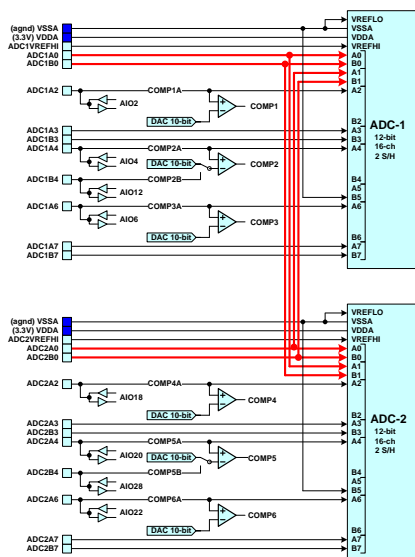 VREFLO
(agnd) VSSA VSSA
(3.3V) VDDA VDDA
ADC1VREFHI VREFHI
ADC1A0 A0
ADC1B0 B0
A1
B1
ADC1A2 COMP1A A2
AIO2 COMP1
DAC 10-bit B2
ADC1A3 A3
ADC1B3 B3
ADC1A4 COMP2A A4
AIO4 DAC 10-bit COMP2
ADC1B4 COMP2B B4
A5
AIO12 B5
ADC1A6 COMP3A A6
AIO6 COMP3
DAC 10-bit B6
ADC1A7 A7
ADC1B7 B7
ADC-1
12-bit
16-ch
2 S/H
VREFLO
(agnd) VSSA VSSA
(3.3V) VDDA VDDA
ADC2VREFHI VREFHI
ADC2A0 A0
ADC2B0 B0
A1
B1
ADC2A2 COMP4A A2
AIO18 COMP4
DAC 10-bit B2
ADC2A3 A3
ADC2B3 B3
ADC2A4 COMP5A A4
AIO20 DAC 10-bit COMP5
ADC2B4 COMP5B B4
A5
AIO28 B5
ADC2A6 COMP6A A6
AIO22 COMP6
DAC 10-bit B6
ADC2A7 A7
ADC2B7 B7
ADC-2
12-bit
16-ch
2 S/H